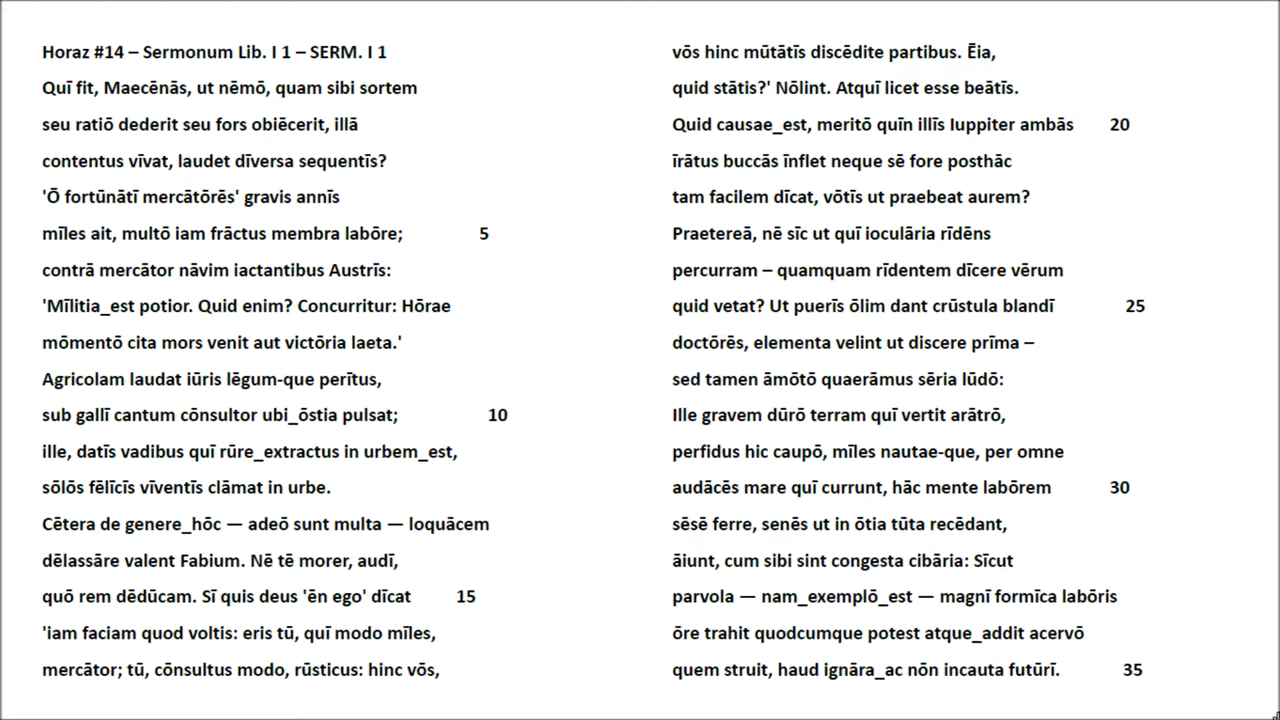 Horaz #14 – Sermonum Lib. I 1 – SERM. I 1
Quī fit, Maecēnās, ut nēmō, quam sibi sortem
seu ratiō dederit seu fors obiēcerit, illā
contentus vīvat, laudet dīversa sequentīs?
'Ō fortūnātī mercātōrēs' gravis annīs
mīles ait, multō iam frāctus membra labōre; 5
contrā mercātor nāvim iactantibus Austrīs:
'Mīlitia_est potior. Quid enim? Concurritur: Hōrae
mōmentō cita mors venit aut victōria laeta.'
Agricolam laudat iūris lēgum-que perītus,
sub gallī cantum cōnsultor ubi_ōstia pulsat; 10
ille, datīs vadibus quī rūre_extractus in urbem_est,
sōlōs fēlīcīs vīventīs clāmat in urbe.
Cētera de genere_hōc — adeō sunt multa — loquācem
dēlassāre valent Fabium. Nē tē morer, audī,
quō rem dēdūcam. Sī quis deus 'ēn ego' dīcat 15
'iam faciam quod voltis: eris tū, quī modo mīles,
mercātor; tū, cōnsultus modo, rūsticus: hinc vōs,
vōs hinc mūtātīs discēdite partibus. Ēia,
quid stātis?' Nōlint. Atquī licet esse beātīs.
Quid causae_est, meritō quīn illīs Iuppiter ambās 20
īrātus buccās īnflet neque sē fore posthāc
tam facilem dīcat, vōtīs ut praebeat aurem?
Praetereā, nē sīc ut quī ioculāria rīdēns
percurram – quamquam rīdentem dīcere vērum
quid vetat? Ut puerīs ōlim dant crūstula blandī 25
doctōrēs, elementa velint ut discere prīma –
sed tamen āmōtō quaerāmus sēria lūdō:
Ille gravem dūrō terram quī vertit arātrō,
perfidus hic caupō, mīles nautae-que, per omne
audācēs mare quī currunt, hāc mente labōrem 30
sēsē ferre, senēs ut in ōtia tūta recēdant,
āiunt, cum sibi sint congesta cibāria: Sīcut
parvola — nam_exemplō_est — magnī formīca labōris
ōre trahit quodcumque potest atque_addit acervō
quem struit, haud ignāra_ac nōn incauta futūrī. 35